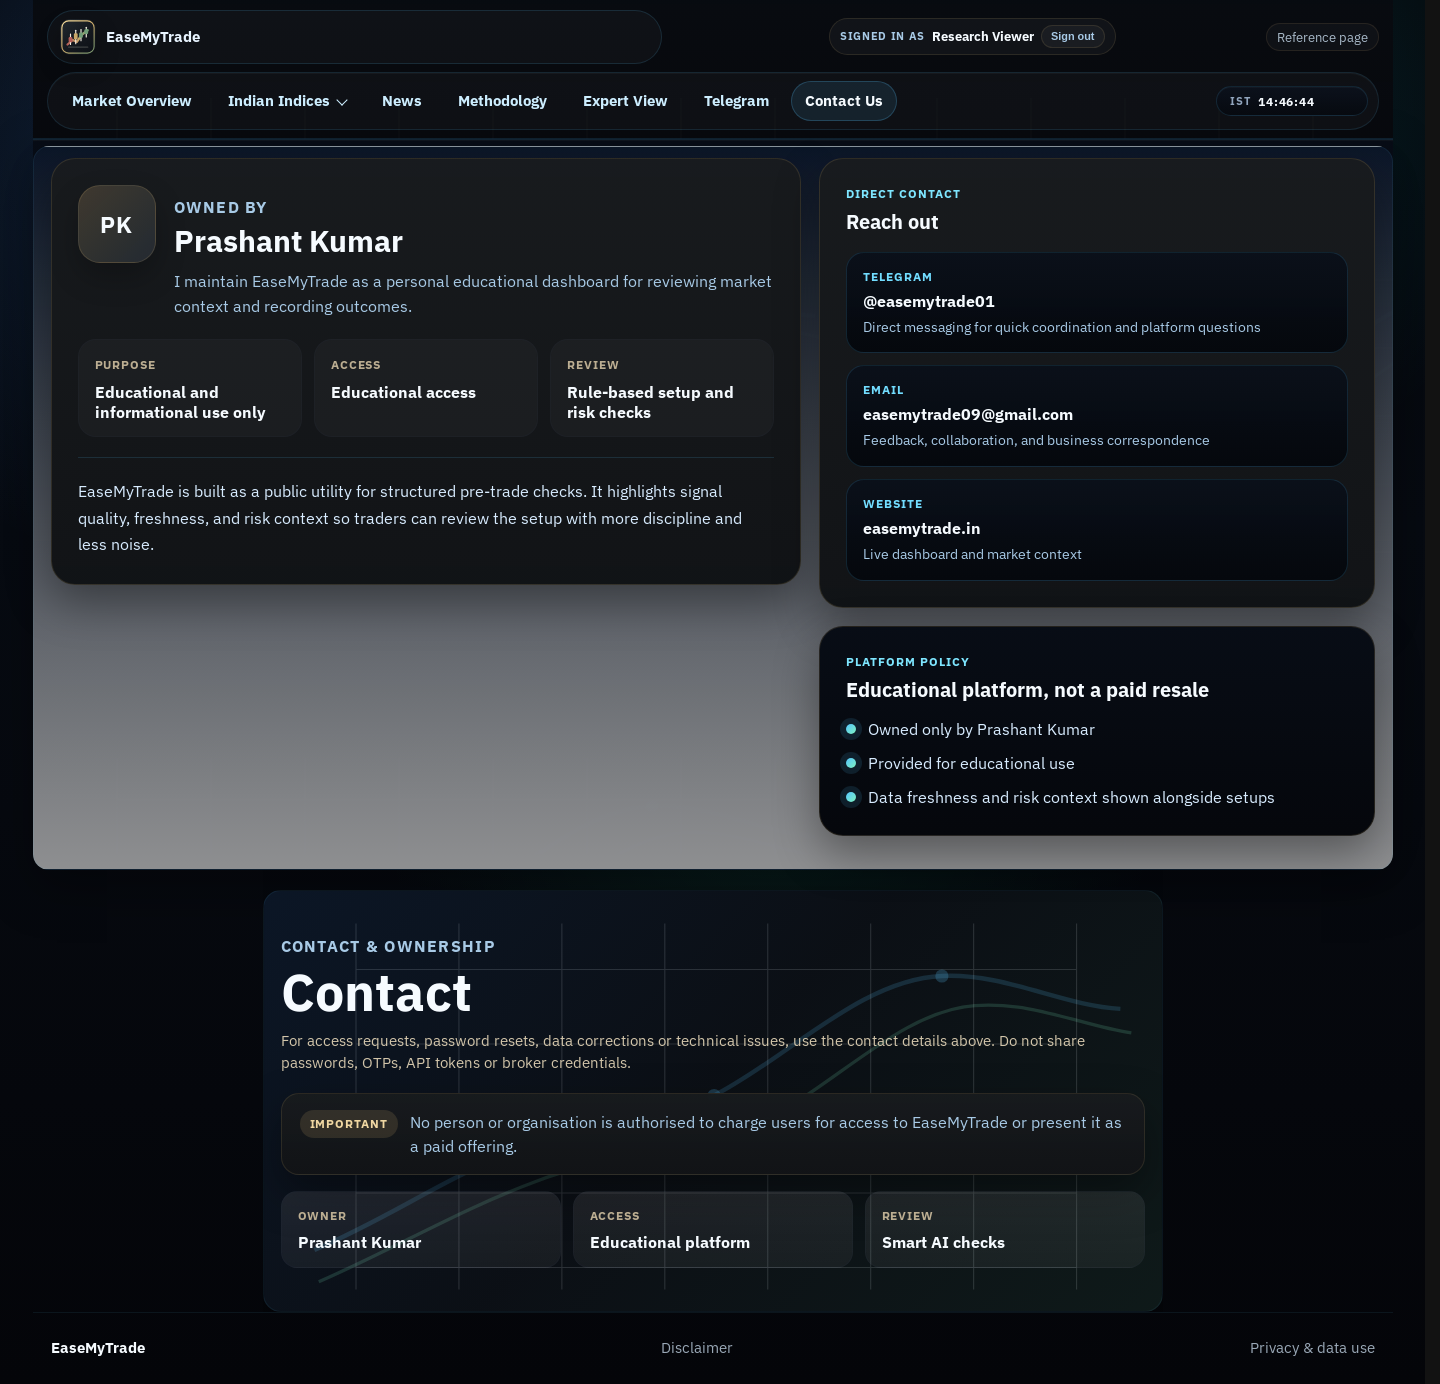 EaseMyTrade
SIGNED IN AS Research Viewer Sign out
Reference page
Market Overview
Indian Indices
News
Methodology
Expert View
Telegram
Contact Us
IST 14:46:44
PK
OWNED BY
Prashant Kumar
I maintain EaseMyTrade as a personal educational dashboard for reviewing market
context and recording outcomes.
PURPOSE
Educational and
informational use only
ACCESS
Educational access
REVIEW
Rule-based setup and
risk checks
EaseMyTrade is built as a public utility for structured pre-trade checks. It highlights signal
quality, freshness, and risk context so traders can review the setup with more discipline and
less noise.
DIRECT CONTACT
Reach out
TELEGRAM
@easemytrade01
Direct messaging for quick coordination and platform questions
EMAIL
easemytrade09@gmail.com
Feedback, collaboration, and business correspondence
WEBSITE
easemytrade.in
Live dashboard and market context
PLATFORM POLICY
Educational platform, not a paid resale
Owned only by Prashant Kumar
Provided for educational use
Data freshness and risk context shown alongside setups
CONTACT & OWNERSHIP
Contact
For access requests, password resets, data corrections or technical issues, use the contact details above. Do not share
passwords, OTPs, API tokens or broker credentials.
IMPORTANT
No person or organisation is authorised to charge users for access to EaseMyTrade or present it as
a paid offering.
OWNER
Prashant Kumar
ACCESS
Educational platform
REVIEW
Smart AI checks
EaseMyTrade
Disclaimer
Privacy & data use